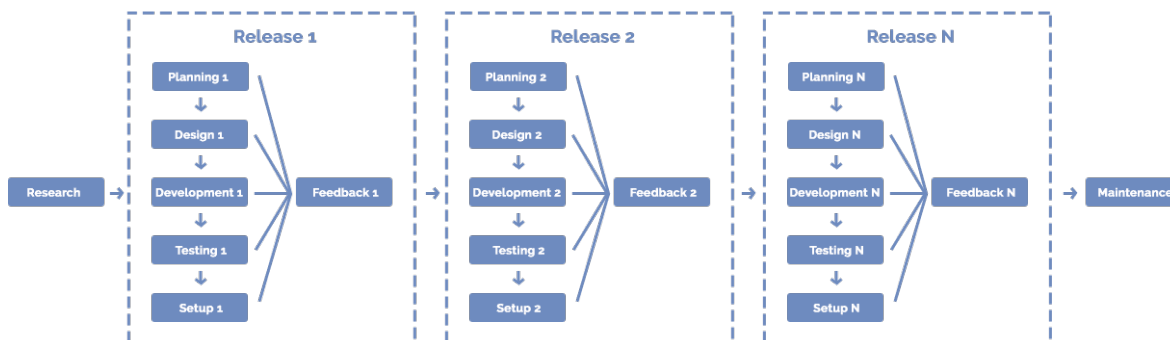 Release 1
Planning 1
Design 1
Research
Development 1
Feedback 1
Testing 1
Setup 1
Release 2
Planning 2
Design 2
Development 2
Feedback 2
Testing 2
Setup 2
Release N
Planning N
Design N
Development N
Feedback N
Testing N
Setup N
Maintenance